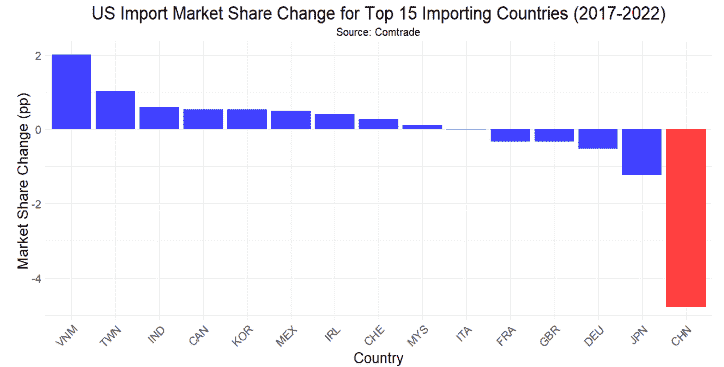 US Import Market Share Change for Top 15 Importing Countries (2017-2022)
Source: Comtrade
Market Share Change (pp)
2
0
-2
-4
VNM
TWN
IND
CAN
KOR
MEX
IRL
CHE
MYS
ITA
FRA
GBR
DEU
JPN
CHN
Country